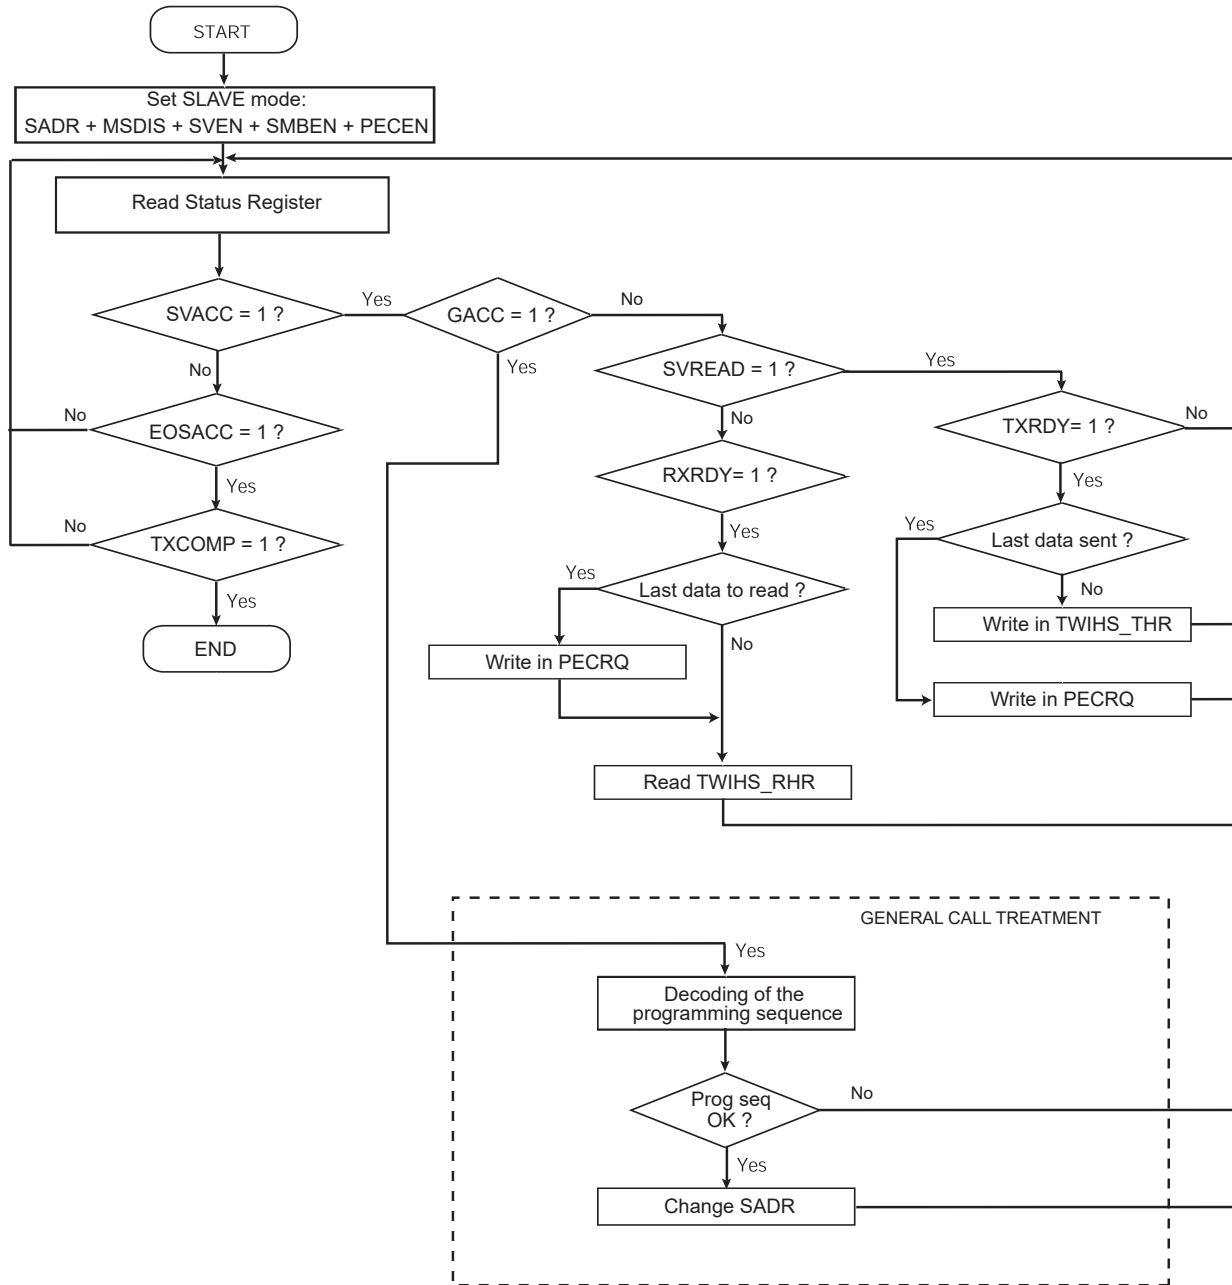 START
Set SLAVE mode:
SADR + MSDIS + SVEN + SMBEN + PECEN
Read Status Register
SVACC = 1 ?
Yes
GACC = 1 ?
No
SVREAD = 1 ?
Yes
No
Yes
No
EOSACC = 1 ?
No
TXRDY= 1 ?
No
RXRDY= 1 ?
Yes
Yes
No
TXCOMP = 1 ?
Yes
Yes
Last data sent ?
Yes
Last data to read ?
No
Yes
END
No
Write in TWIHS_THR
Write in PECRQ
Write in PECRQ
Read TWIHS_RHR
GENERAL CALL TREATMENT
Yes
Decoding of the
programming sequence
Prog seq
OK ?
No
Yes
Change SADR